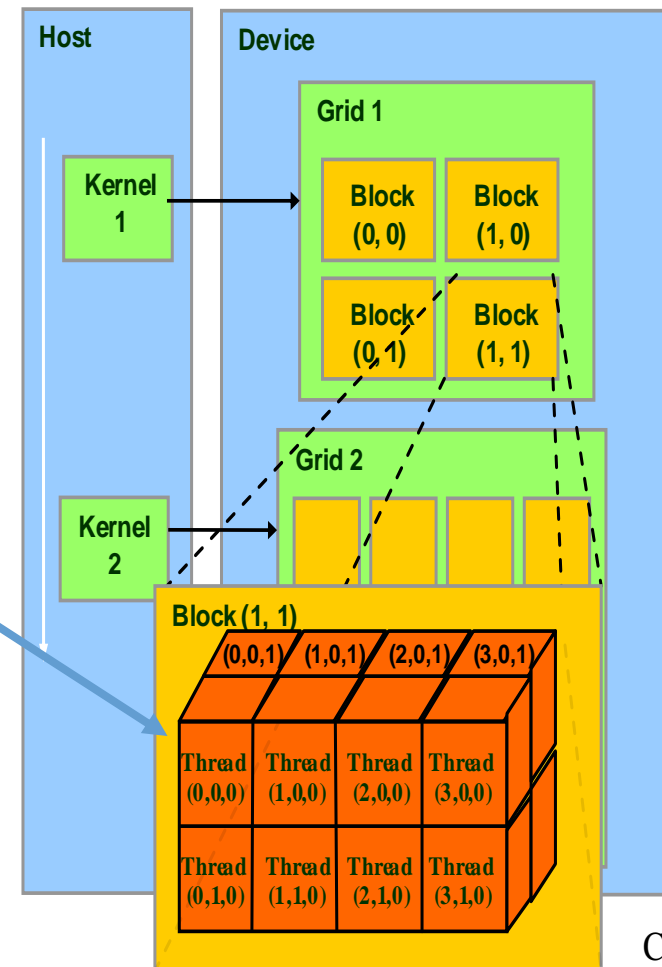 Host
Device
Grid 1
Kernel
1
Block
(0, 0)
Block
(1, 0)
Block
(0, 1)
Block
(1, 1)
Grid 2
Kernel
2
Block (1, 1)
(0,0,1) (1,0,1) (2,0,1) (3,0,1)
Thread
(0,0,0)
Thread
(1,0,0)
Thread
(2,0,0)
Thread
(3,0,0)
Thread
(0,1,0)
Thread
(1,1,0)
Thread
(2,1,0)
Thread
(3,1,0)